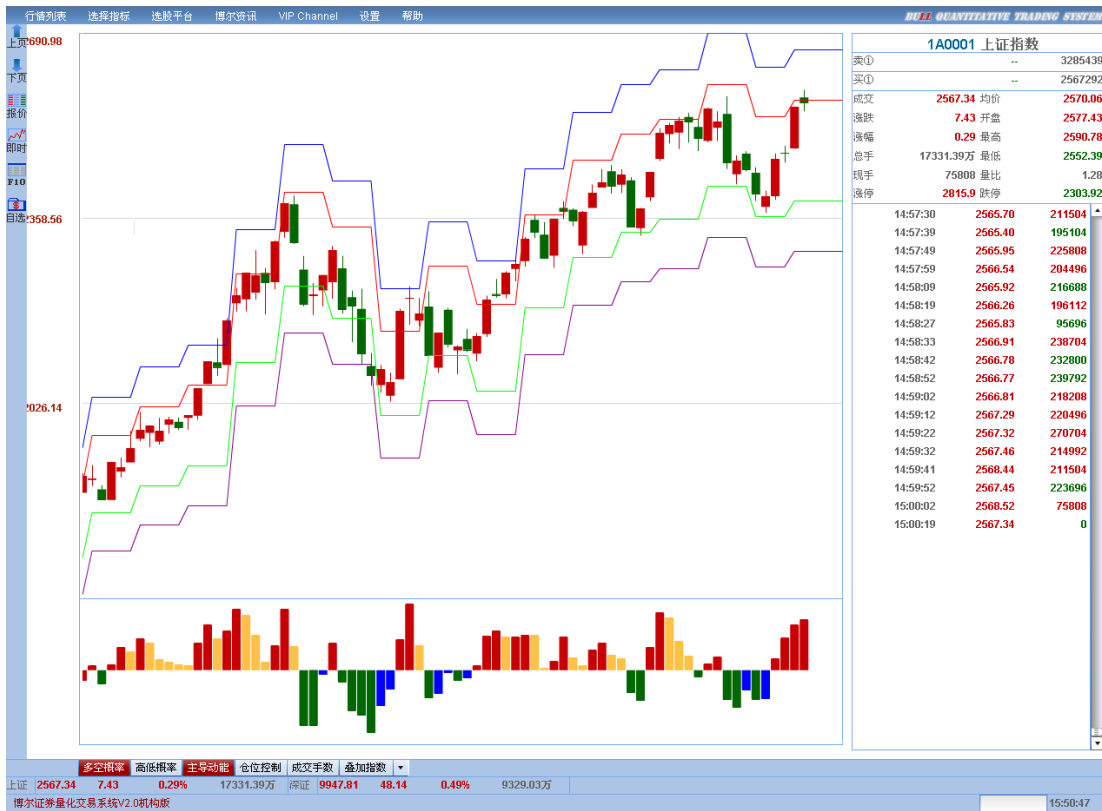 行情列表 选择指标 选股平台 博尔资讯 VIP Channel 设置 帮助 BULL QUANTITATIVE TRADING SYSTEM
上页
下页
报价
即时
F10
自选
2690.98
2358.56
2026.14
1A0001 上证指数
卖① -- 3285439
买① -- 2567292
成交 2567.34 均价 2570.06
涨跌 7.43 开盘 2577.43
涨幅 0.29 最高 2590.78
总手 17331.39万 最低 2552.39
现手 75808 量比 1.28
涨停 2815.9 跌停 2303.92
14:57:30 2565.70 211504
14:57:39 2565.40 195104
14:57:49 2565.95 225808
14:57:59 2566.54 204496
14:58:09 2565.92 216688
14:58:19 2566.26 196112
14:58:27 2565.83 95696
14:58:33 2566.91 238704
14:58:42 2566.78 232800
14:58:52 2566.77 239792
14:59:02 2566.81 218208
14:59:12 2567.29 220496
14:59:22 2567.32 270704
14:59:32 2567.46 214992
14:59:41 2568.44 211504
14:59:52 2567.45 223696
15:00:02 2568.52 75808
15:00:19 2567.34 0
多空概率 高低概率 主导动能 仓位控制 成交手数 叠加指数
上证 2567.34 7.43 0.29% 17331.39万 深证 9947.81 48.14 0.49% 9329.03万
博尔证券量化交易系统V2.0机构版 15:50:47